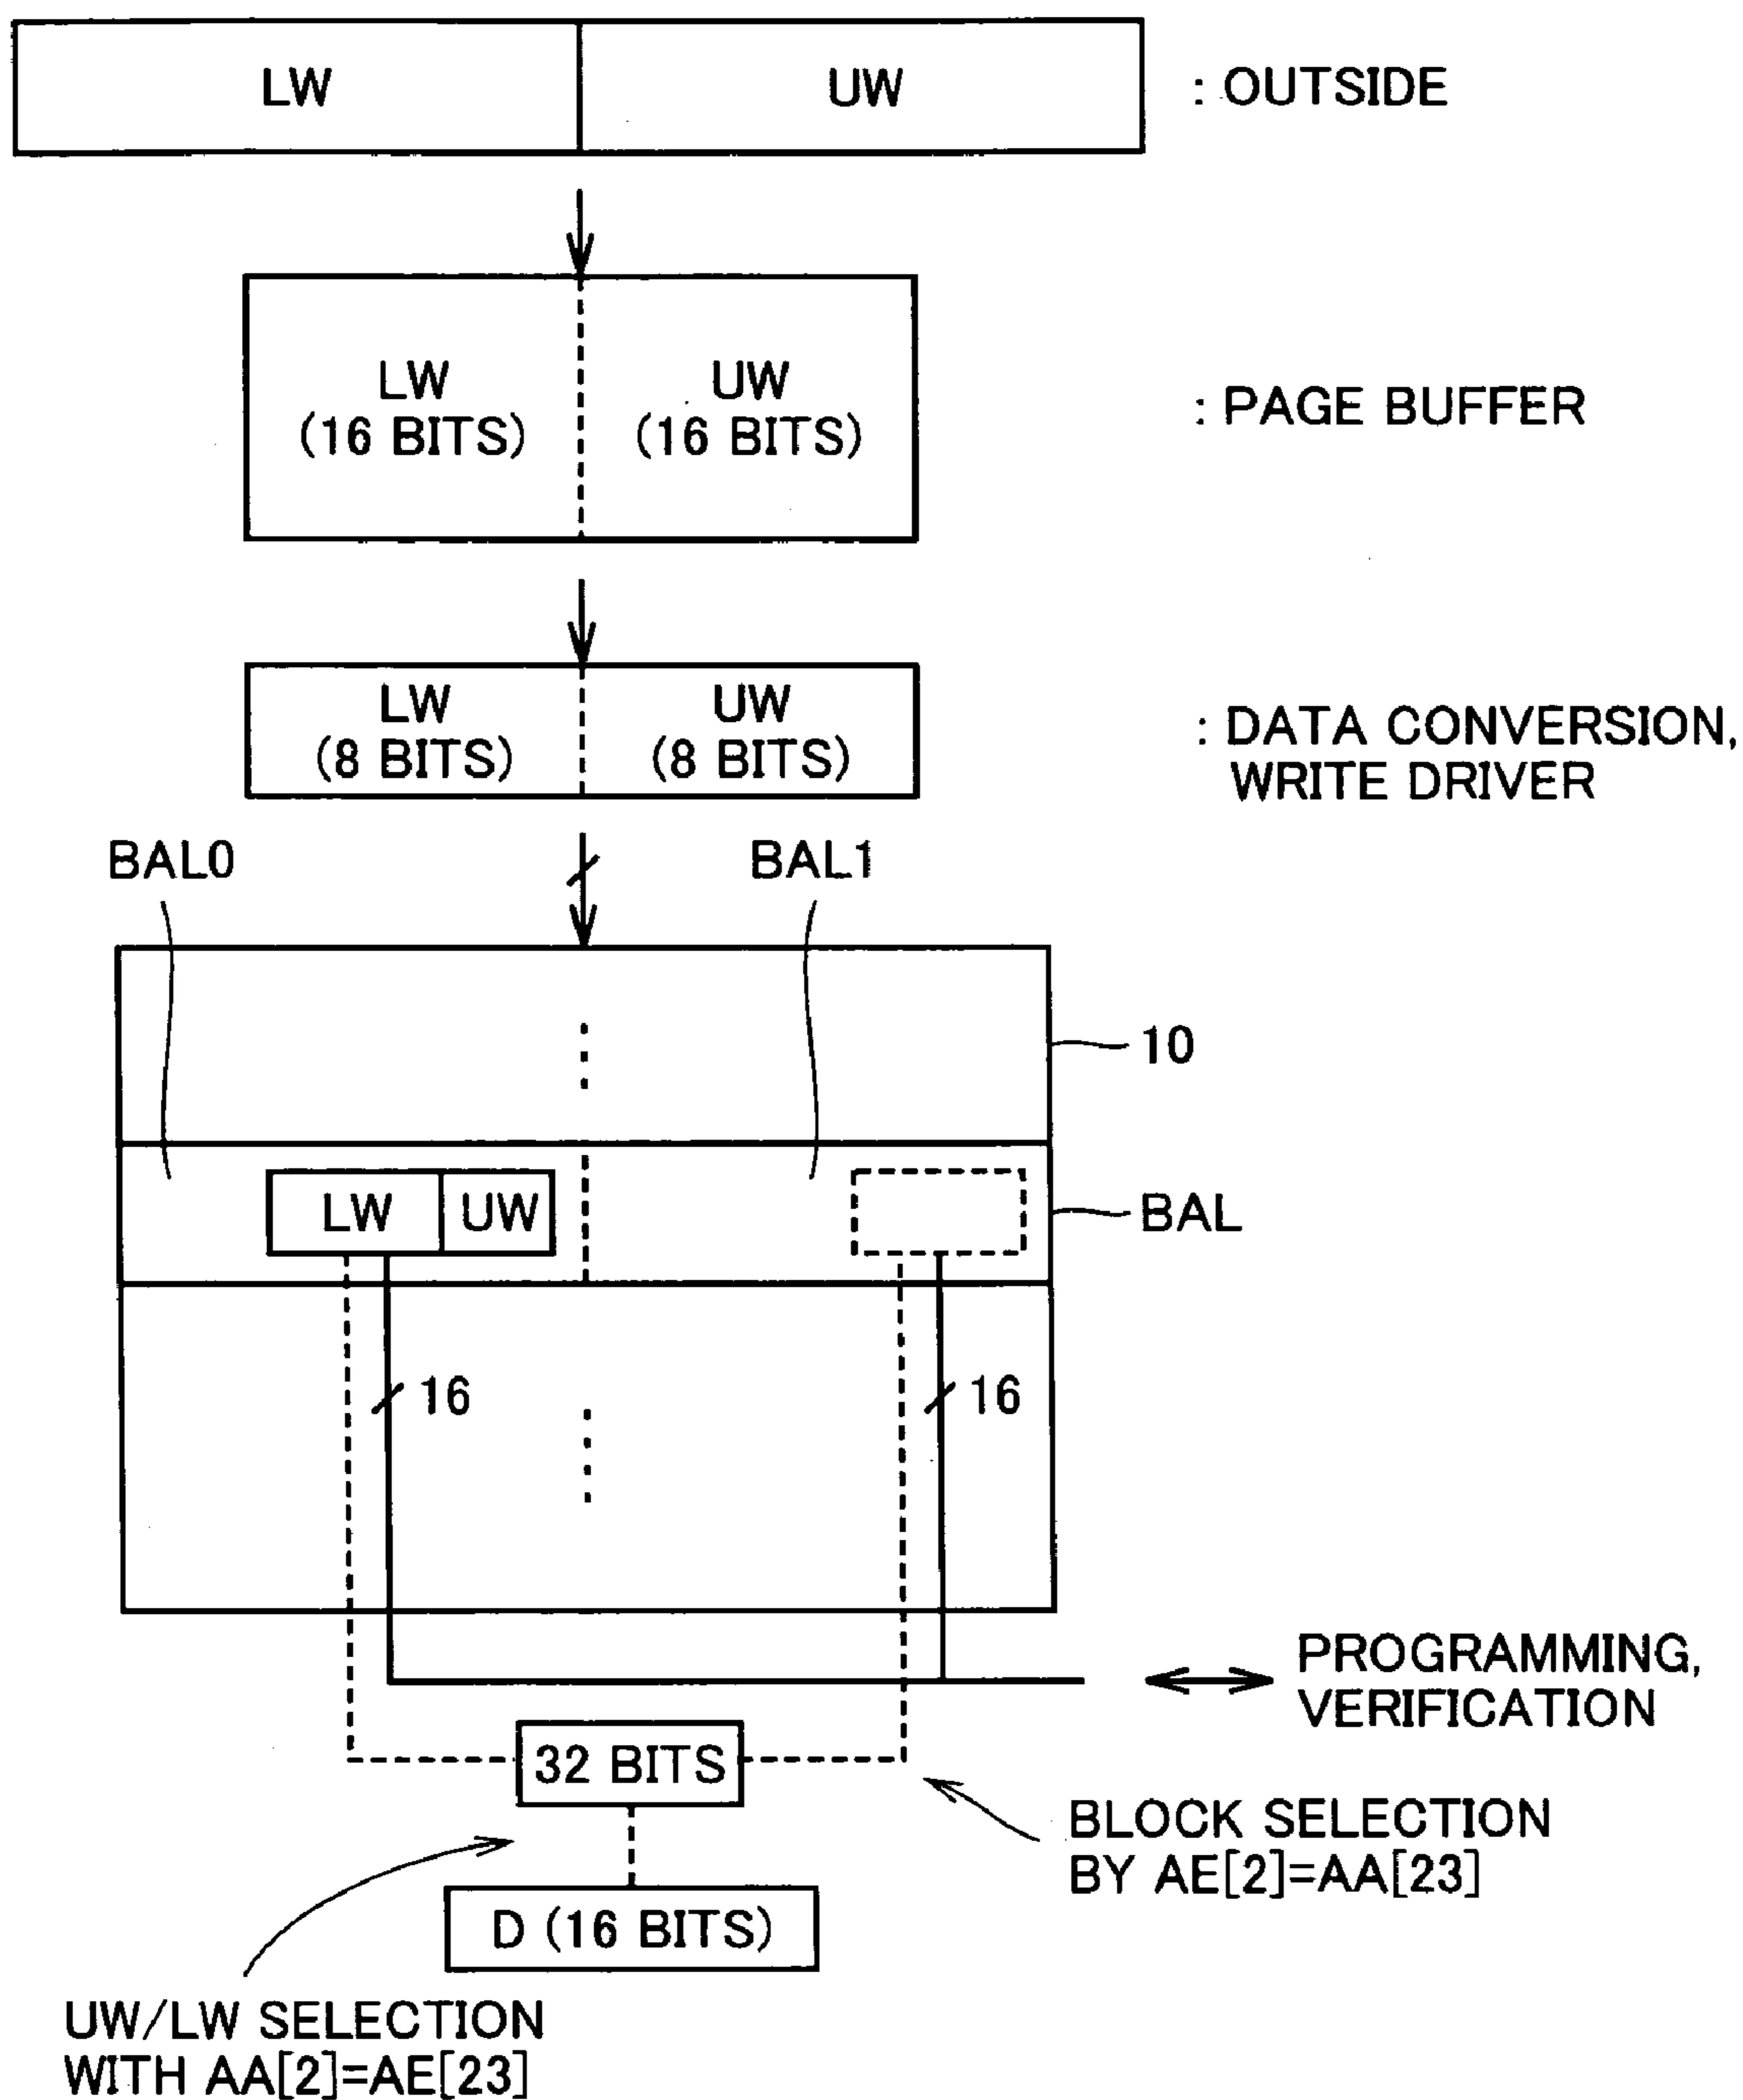 LW
UW
: OUTSIDE
LW
(16 BITS)
UW
(16 BITS)
: PAGE BUFFER
LW
(8 BITS)
UW
(8 BITS)
: DATA CONVERSION,
WRITE DRIVER
BAL0
BAL1
10
LW
UW
BAL
16
16
PROGRAMMING,
VERIFICATION
32 BITS
BLOCK SELECTION
BY AE[2]=AA[23]
D (16 BITS)
UW/LW SELECTION
WITH AA[2]=AE[23]